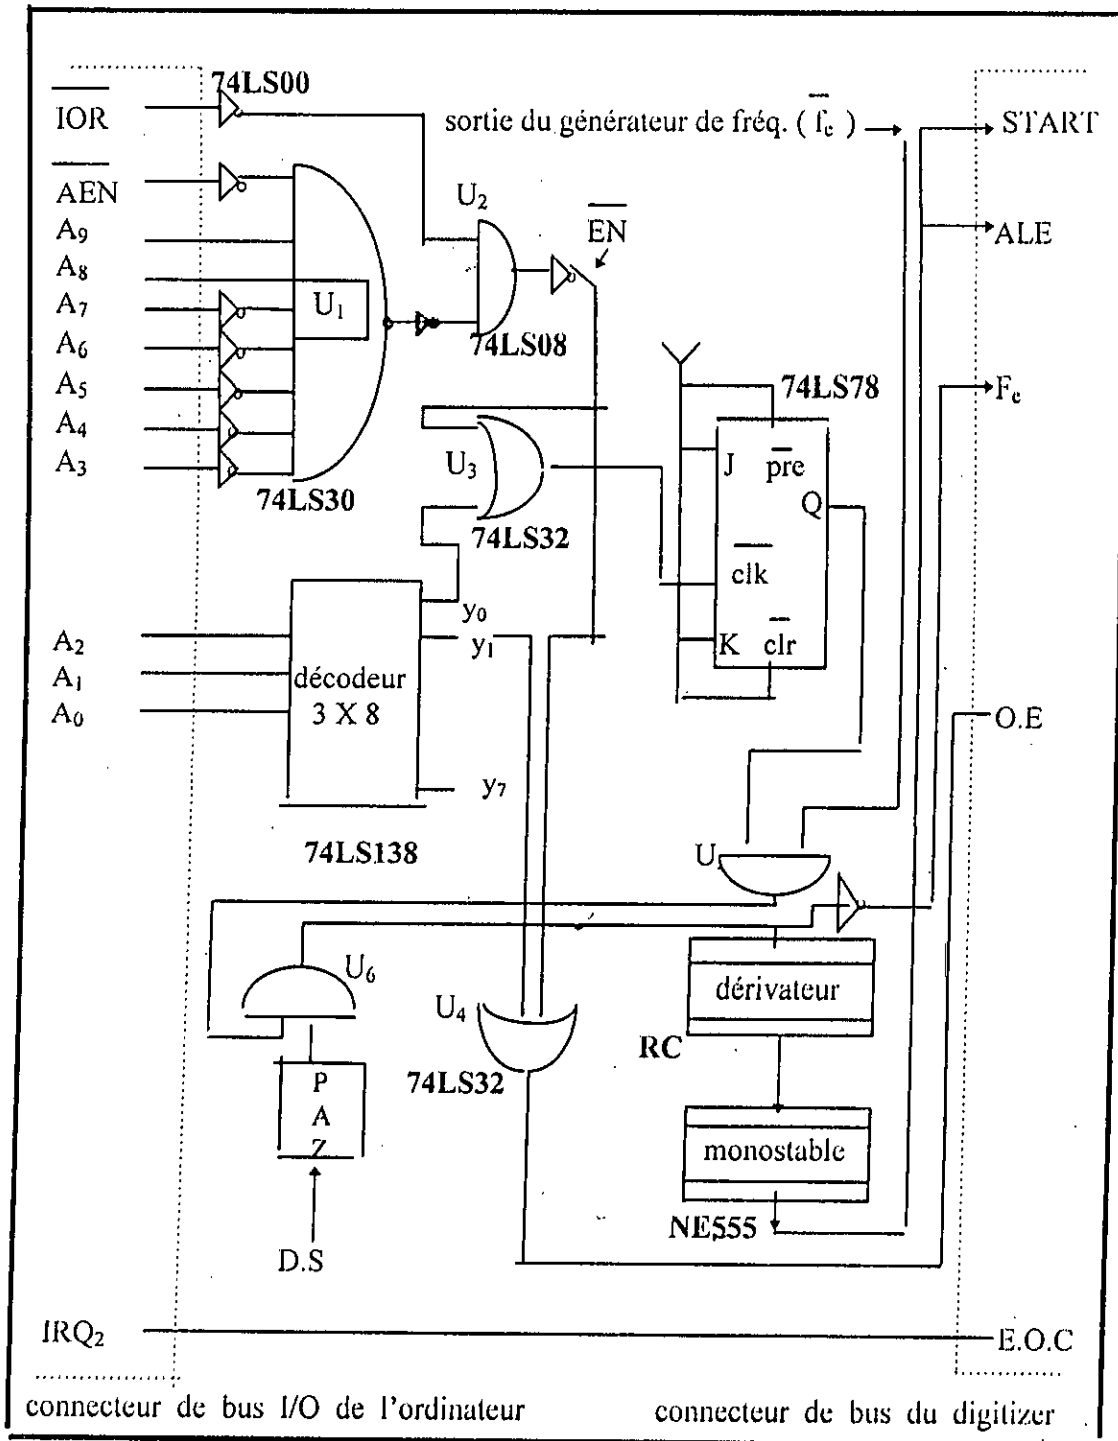 74LS00
IOR
sortie du générateur de fréq. ( fe )
START
AEN
U2
EN
ALE
A9
A8
A7
U1
A6
74LS08
A5
74LS78
Fe
A4
J
pre
A3
U3
Q
74LS30
74LS32
clk
y0
A2
y1
K
clr
A1
décodeur
A0
3 X 8
O.E
y7
74LS138
U
U6
dérivateur
U4
RC
74LS32
P
A
Z
monostable
NE555
D.S
IRQ2
E.O.C
connecteur de bus I/O de l'ordinateur
connecteur de bus du digitizer